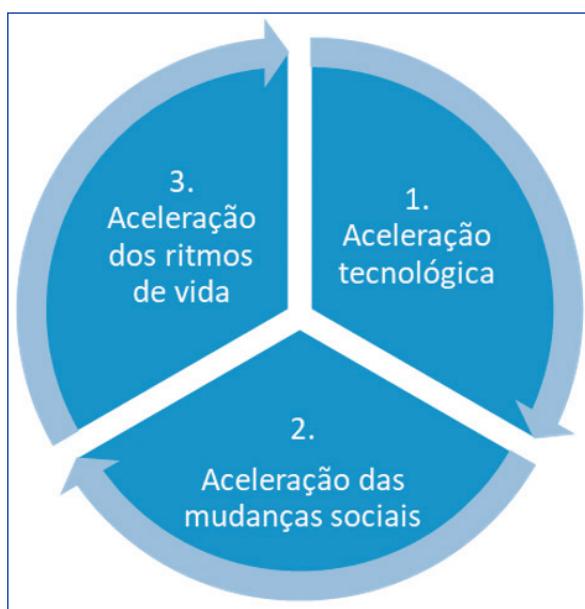 1.
Aceleração
tecnológica
2.
Aceleração das
mudanças sociais
3.
Aceleração
dos ritmos
de vida